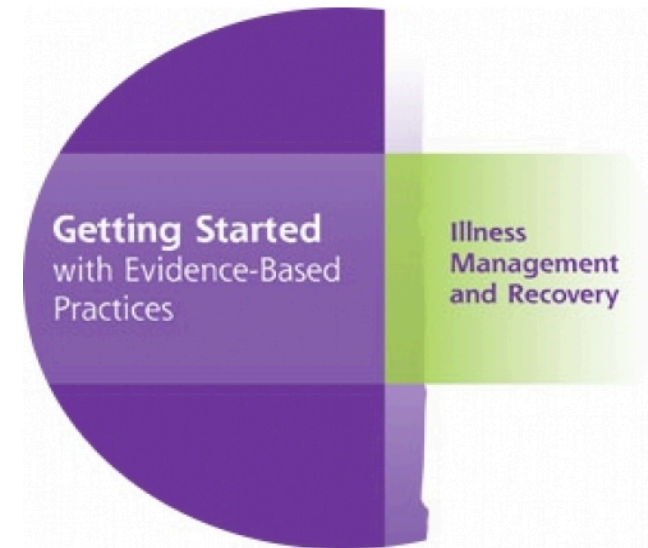 Getting Started
with Evidence-Based
Practices
Illness
Management
and Recovery